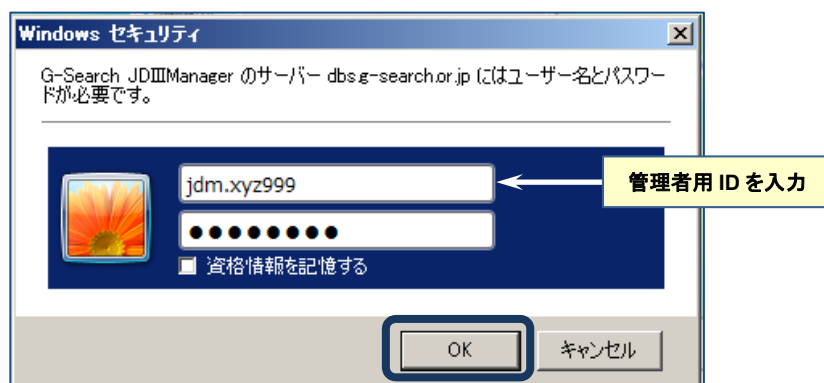 Windows セキュリティ
G-Search JDⅢManager のサーバー dbs.g-search.or.jp にはユーザー名とパスワー
ドが必要です。
jdm.xyz999
管理者用 ID を入力
●●●●●●●●
資格情報を記憶する
OK
キャンセル